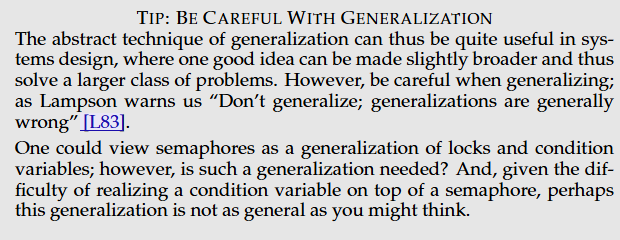 TIP: BE CAREFUL WITH GENERALIZATION
The abstract technique of generalization can thus be quite useful in sys-
tems design, where one good idea can be made slightly broader and thus
solve a larger class of problems. However, be careful when generalizing;
as Lampson warns us “Don’t generalize; generalizations are generally
wrong” [L83].
One could view semaphores as a generalization of locks and condition
variables; however, is such a generalization needed? And, given the dif-
ficulty of realizing a condition variable on top of a semaphore, perhaps
this generalization is not as general as you might think.